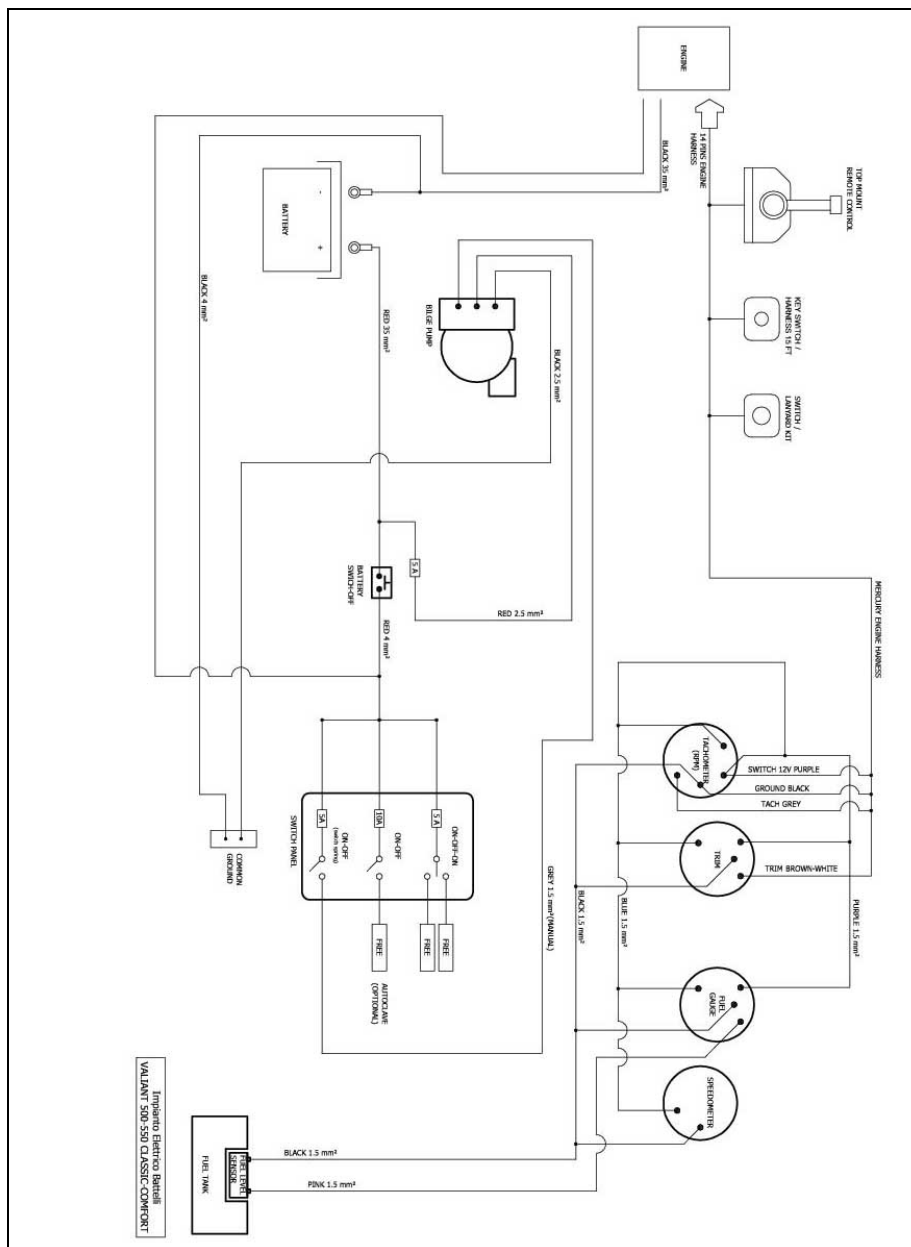 ENGINE
14 PINS ENGINE
HARNESS
BLACK 35 mm²
TOP MOUNT
REMOTE CONTROL
-
BATTERY
+
BLACK 4 mm²
RED 35 mm²
BILGE PUMP
BLACK 2.5 mm²
KEY SWITCH /
HARNESS 15 FT
SWITCH /
LANYARD KIT
5 A
BATTERY
SWICH-OFF
RED 2.5 mm²
RED 4 mm²
MERCURY ENGINE HARNESS
TACHOMETER
(RPM)
SWITCH 12V PURPLE
GROUND BLACK
TACH GREY
5A
10A
5 A
ON-OFF
(switch spring)
ON-OFF
ON-OFF-ON
SWITCH PANEL
COMMON
GROUND
TRIM
TRIM BROWN-WHITE
GREY 1.5 mm²(MANUAL)
BLACK 1.5 mm²
BLUE 1.5 mm²
PURPLE 1.5 mm²
FREE
FREE
FREE
AUTOCLAVE
(OPTIONAL)
FUEL
GAUGE
SPEEDOMETER
BLACK 1.5 mm²
PINK 1.5 mm²
FUEL LEVEL
SENSOR
FUEL TANK
Impianto Elettrico Battelli
VALIANT 500-550 CLASSIC-COMFORT